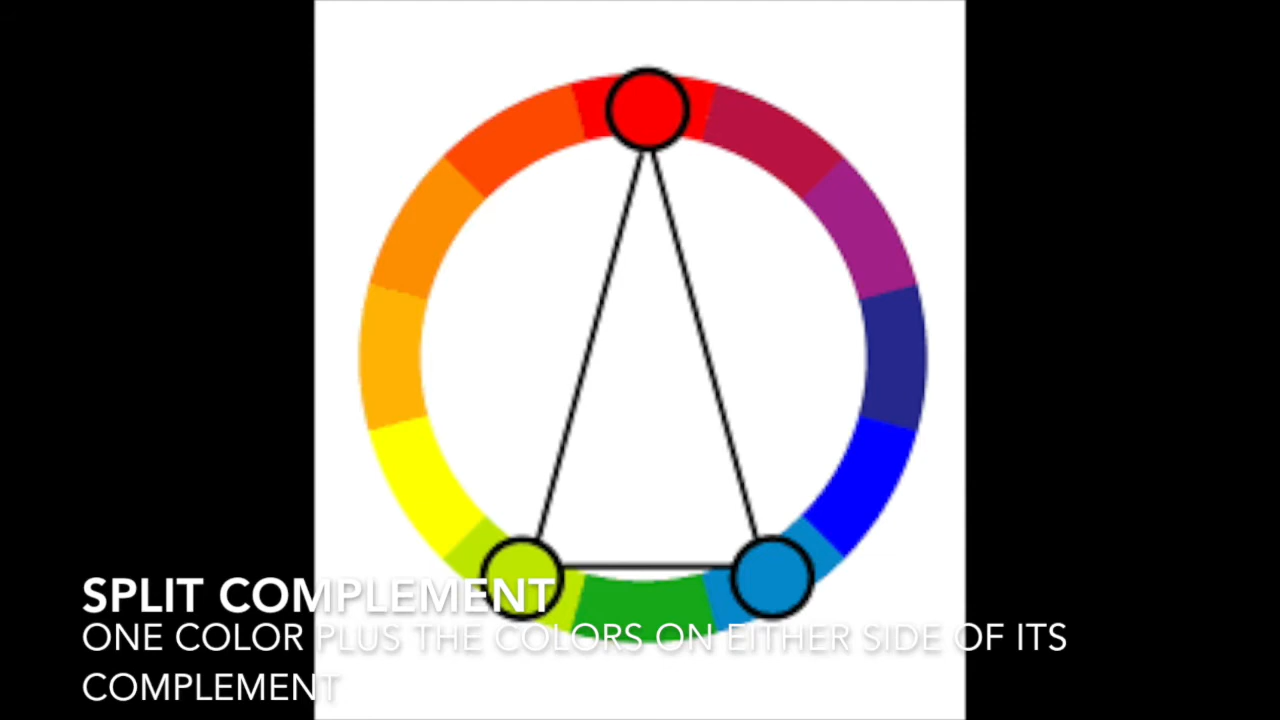 SPLIT COMPLEMENT
ONE COLOR PLUS THE COLORS ON EITHER SIDE OF ITS
COMPLEMENT